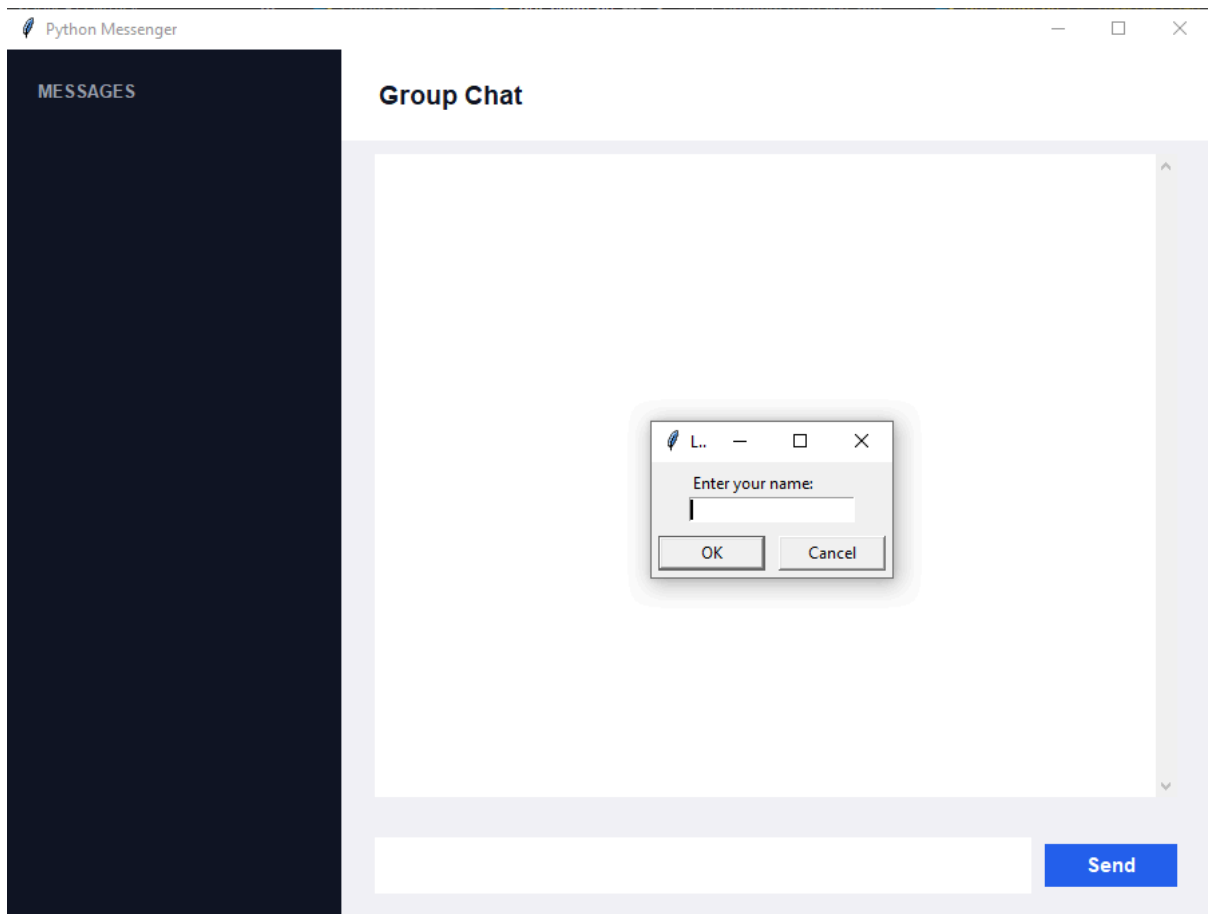 Python Messenger
MESSAGES
Group Chat
L..
Enter your name:
OK Cancel
Send